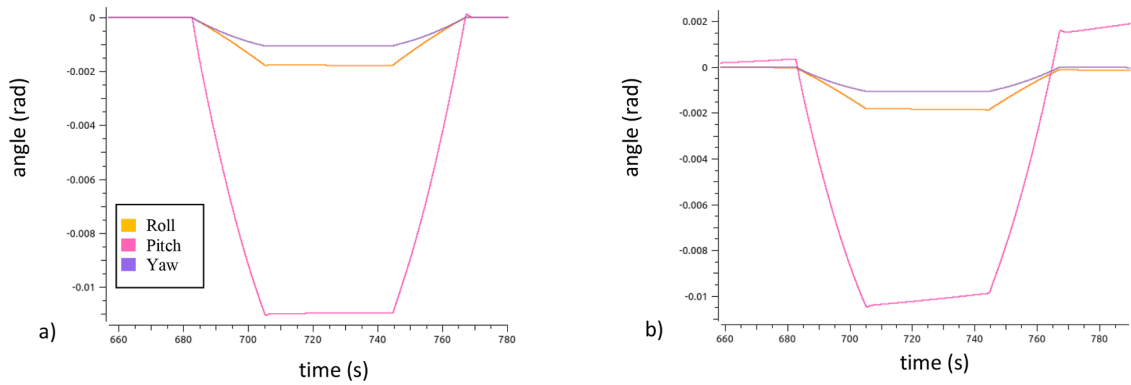 0
-0.002
-0.004
-0.006
-0.008
-0.01
angle (rad)
Roll
Pitch
Yaw
660 680 700 720 740 760 780
time (s)
a)
0.002
0
-0.002
-0.004
-0.006
-0.008
-0.01
angle (rad)
660 680 700 720 740 760 780
time (s)
b)